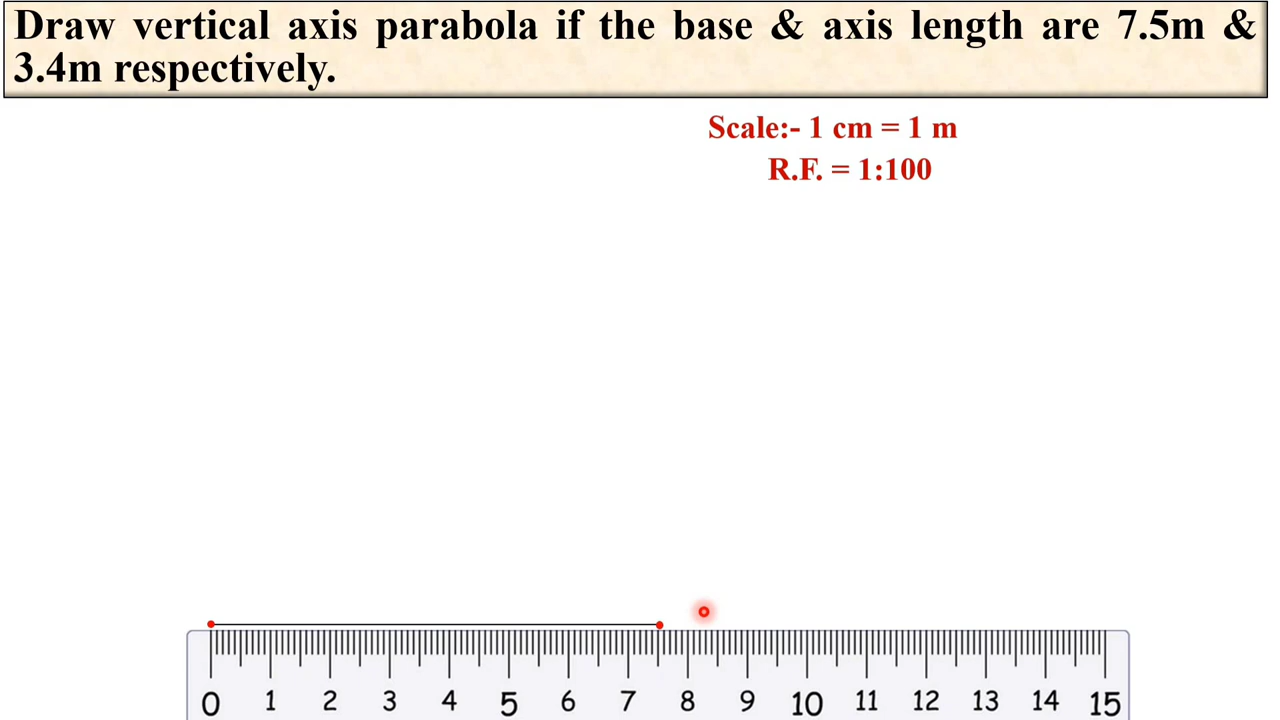 Draw vertical axis parabola if the base & axis length are 7.5m &
3.4m respectively.
Scale:- 1 cm = 1 m
R.F. = 1:100
0 1 2 3 4 5 6 7 8 9 10 11 12 13 14 15